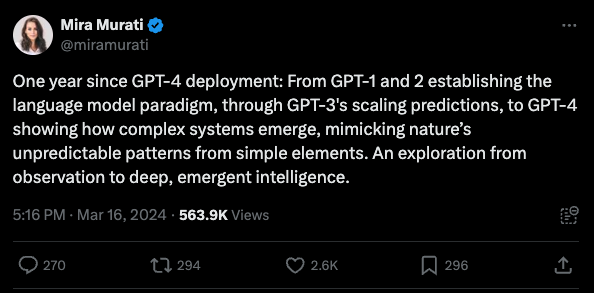 Mira Murati
@miramurati
One year since GPT-4 deployment: From GPT-1 and 2 establishing the
language model paradigm, through GPT-3's scaling predictions, to GPT-4
showing how complex systems emerge, mimicking nature’s
unpredictable patterns from simple elements. An exploration from
observation to deep, emergent intelligence.
5:16 PM · Mar 16, 2024 · 563.9K Views
270 294 2.6K 296